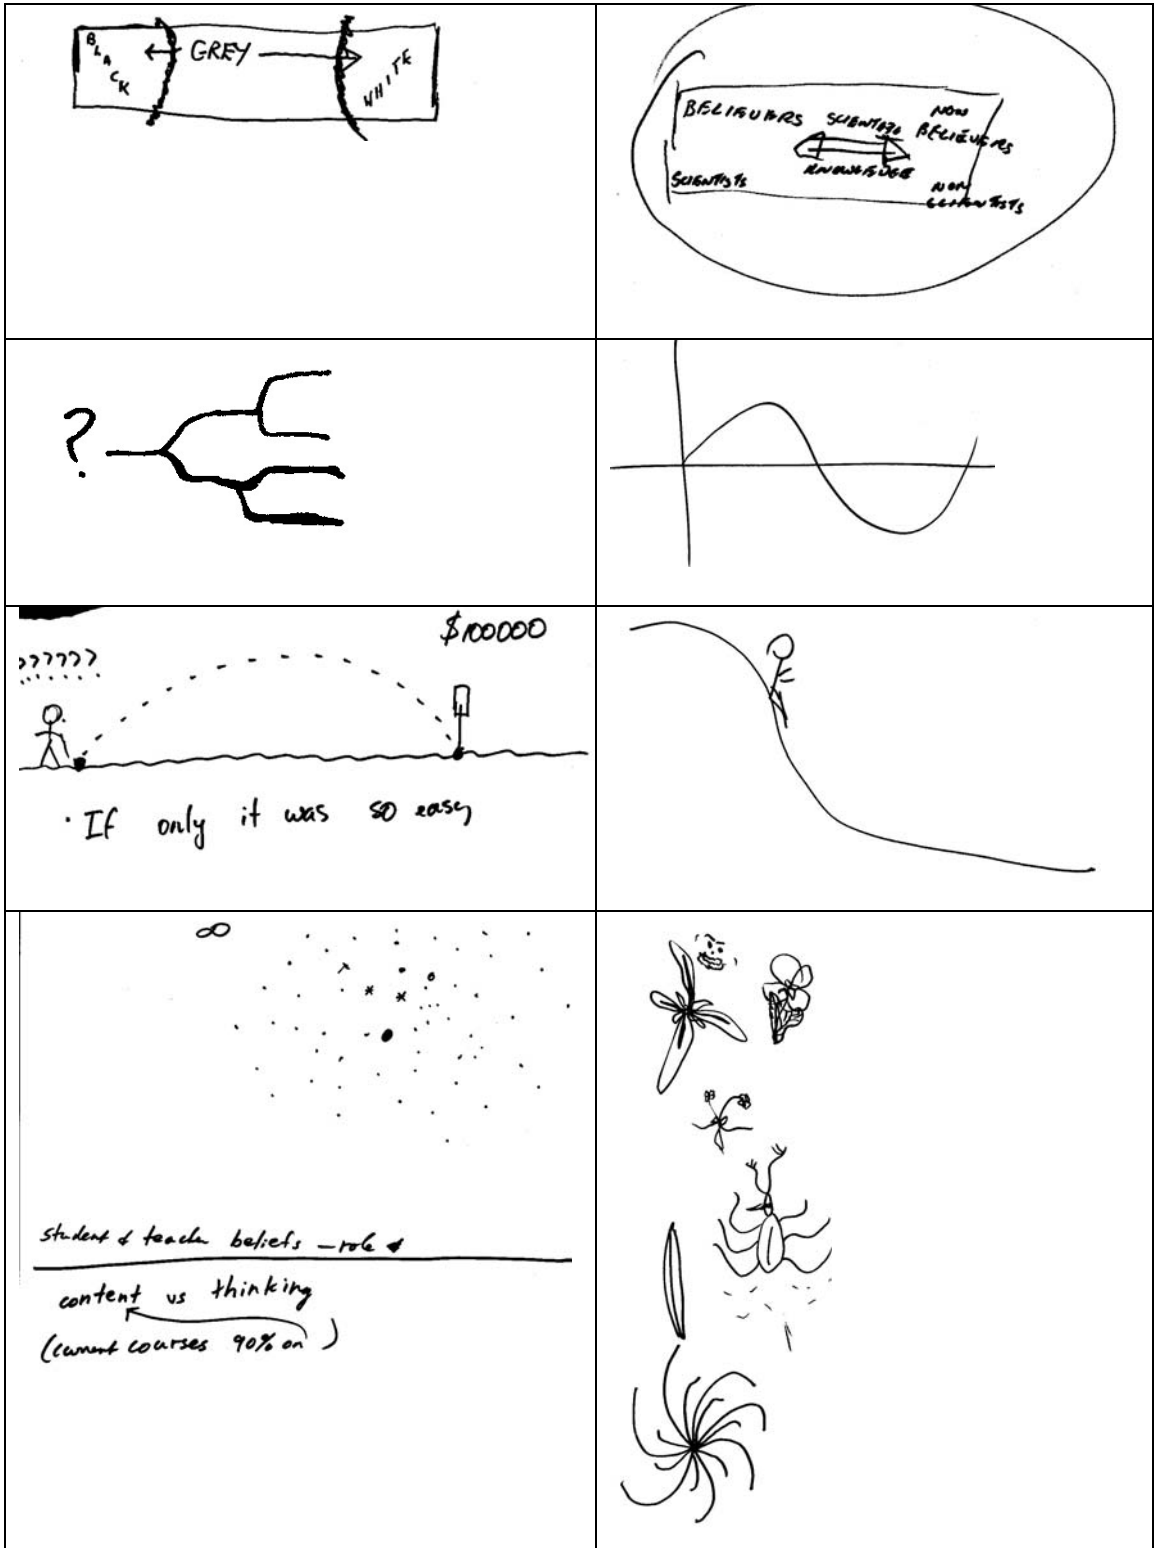 BLACK
GREY
WHITE
BELIEVERS
SCIENTIFIC
KNOWLEDGE
NON
BELIEVERS
SCIENTISTS
NON
SCIENTISTS
?
$100000
???????
· If only it was so easy
∞
student & teacher beliefs – role
content vs thinking
(current courses 90% on )